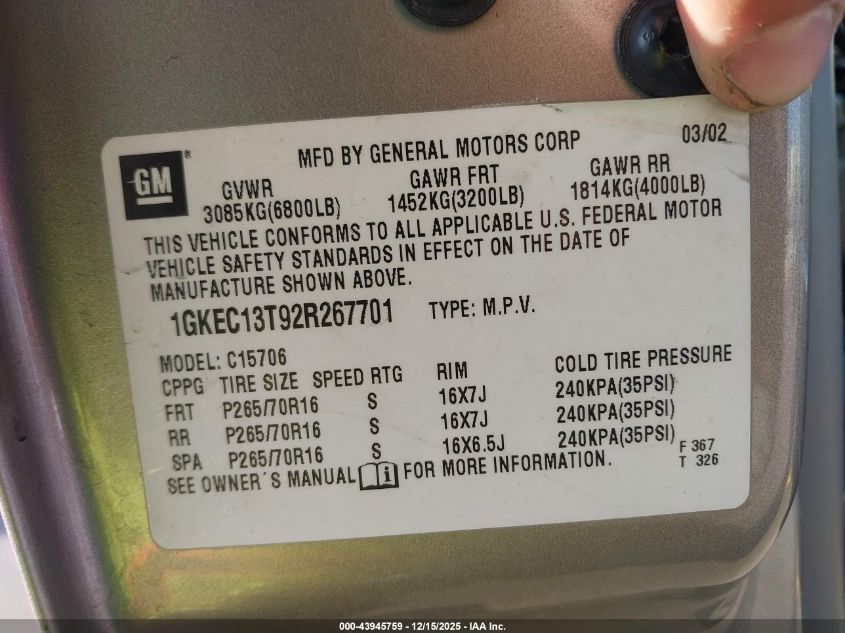 GM ®
MFD BY GENERAL MOTORS CORP 03/02
GVWR GAWR FRT GAWR RR
3085KG(6800LB) 1452KG(3200LB) 1814KG(4000LB)
THIS VEHICLE CONFORMS TO ALL APPLICABLE U.S. FEDERAL MOTOR
VEHICLE SAFETY STANDARDS IN EFFECT ON THE DATE OF
MANUFACTURE SHOWN ABOVE.
1GKEC13T92R267701 TYPE: M.P.V.
MODEL: C15706
CPPG TIRE SIZE SPEED RTG RIM COLD TIRE PRESSURE
FRT P265/70R16 S 16X7J 240KPA(35PSI)
RR P265/70R16 S 16X7J 240KPA(35PSI)
SPA P265/70R16 S 16X6.5J 240KPA(35PSI)
SEE OWNER´S MANUAL i FOR MORE INFORMATION.
F 367
T 326
000-43945759 - 12/15/2025 - IAA Inc.